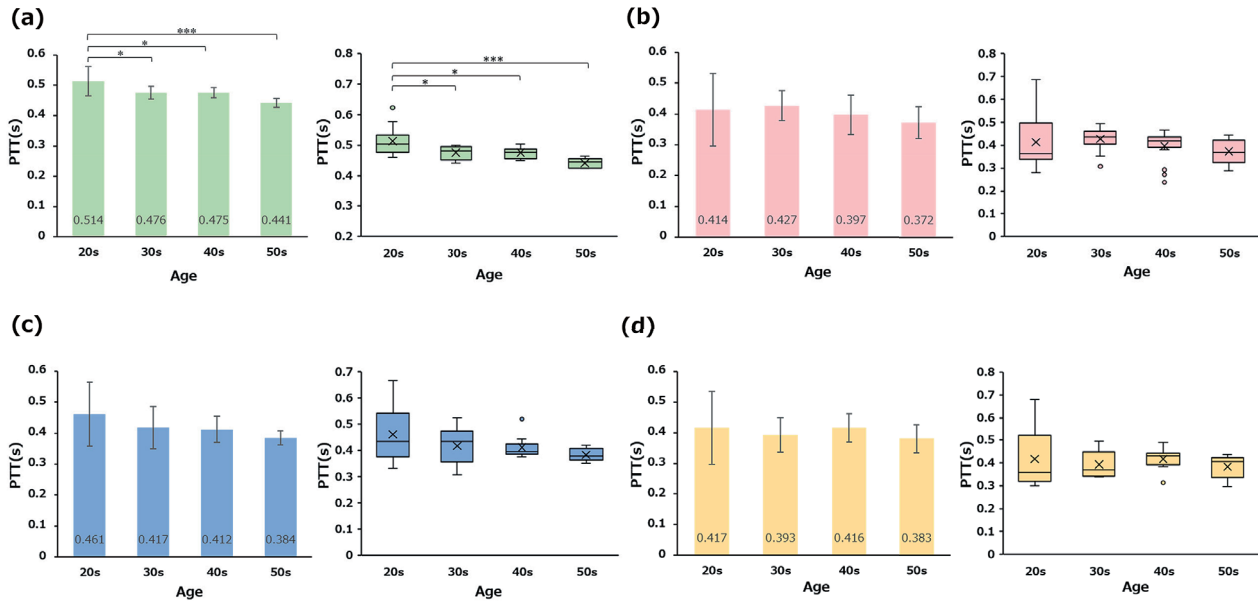 (a)
***
*
*
PTT(s)
0.6
0.5
0.4
0.3
0.2
0.1
0
0.514
0.476
0.475
0.441
20s
30s
40s
50s
Age
***
*
*
PTT(s)
0.8
0.7
0.6
0.5
0.4
0.3
0.2
20s
30s
40s
50s
Age
(b)
PTT(s)
0.6
0.5
0.4
0.3
0.2
0.1
0
0.414
0.427
0.397
0.372
20s
30s
40s
50s
Age
PTT(s)
0.8
0.7
0.6
0.5
0.4
0.3
0.2
0.1
0
20s
30s
40s
50s
Age
(c)
PTT(s)
0.6
0.5
0.4
0.3
0.2
0.1
0
0.461
0.417
0.412
0.384
20s
30s
40s
50s
Age
PTT(s)
0.7
0.6
0.5
0.4
0.3
0.2
0.1
0
20s
30s
40s
50s
Age
(d)
PTT(s)
0.6
0.5
0.4
0.3
0.2
0.1
0
0.417
0.393
0.416
0.383
20s
30s
40s
50s
Age
PTT(s)
0.8
0.7
0.6
0.5
0.4
0.3
0.2
0.1
0
20s
30s
40s
50s
Age